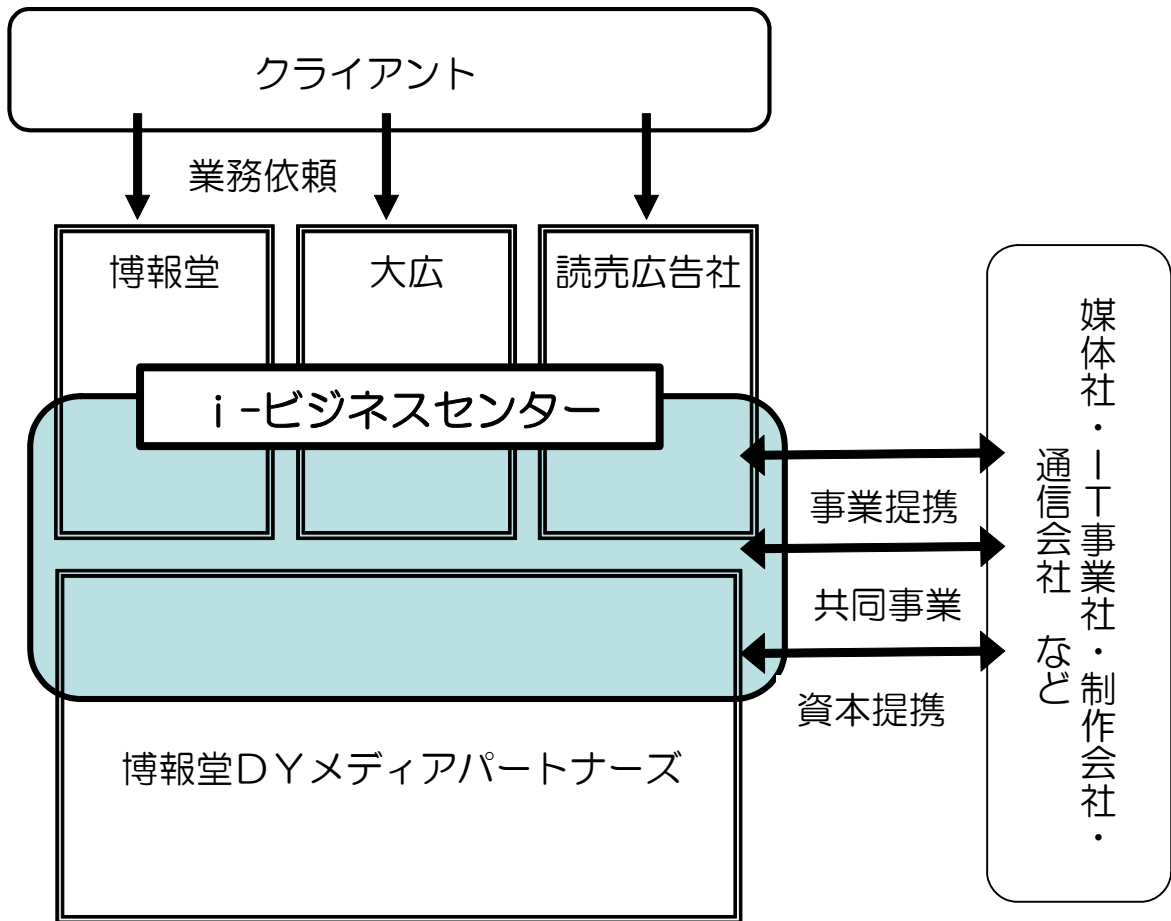 クライアント
業務依頼
博報堂
大広
読売広告社
ｉ-ビジネスセンター
事業提携
共同事業
資本提携
博報堂ＤＹメディアパートナーズ
媒体社・ＩＴ事業社・制作会社・
通信会社 など